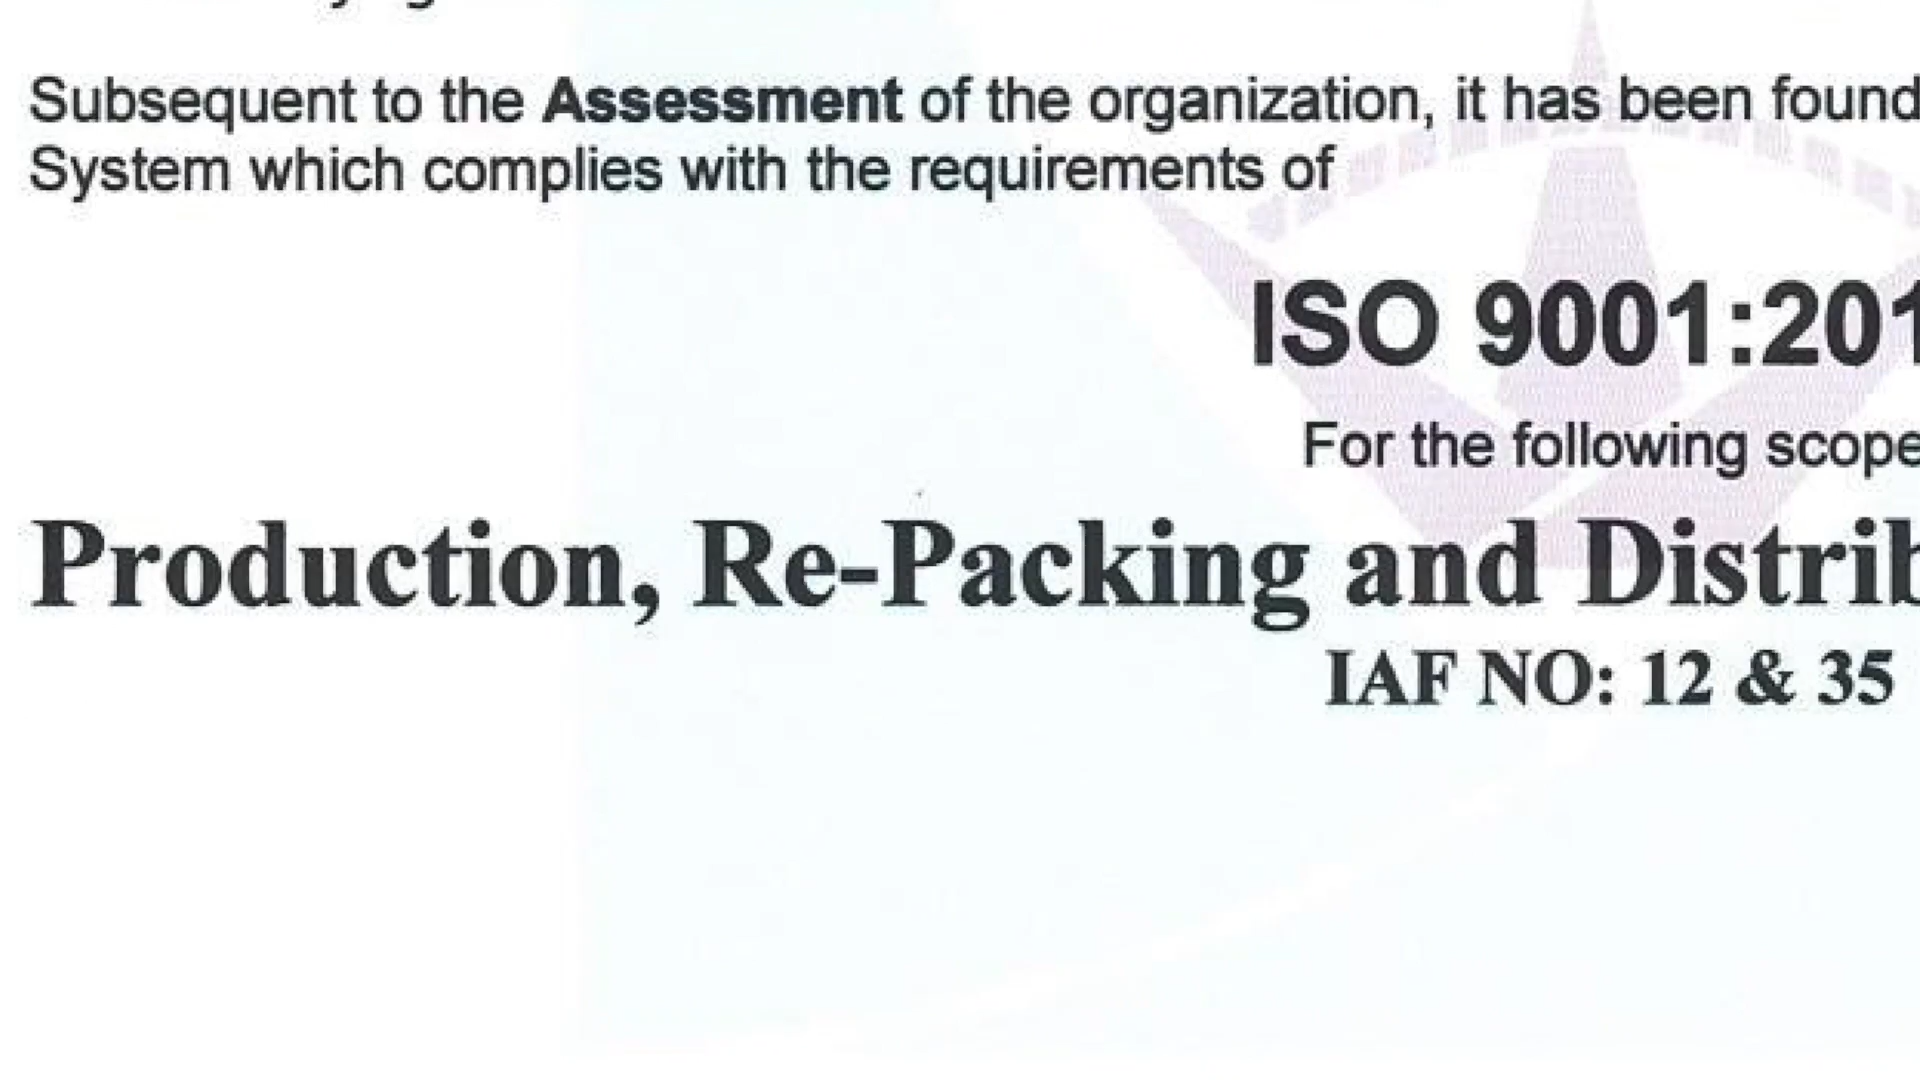 Subsequent to the Assessment of the organization, it has been found
System which complies with the requirements of
ISO 9001:201
For the following scope
Production, Re-Packing and Distrib
IAF NO: 12 & 35